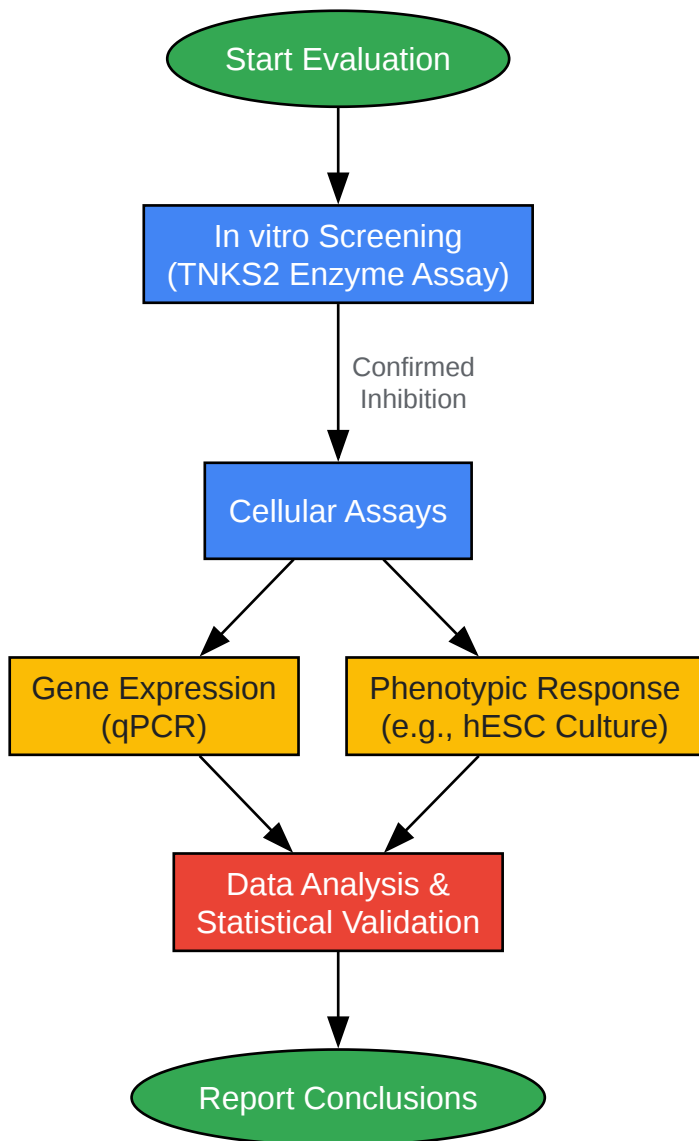 Start Evaluation
In vitro Screening
(TNKS2 Enzyme Assay)
Confirmed
Inhibition
Cellular Assays
Gene Expression
(qPCR)
Phenotypic Response
(e.g., hESC Culture)
Data Analysis &
Statistical Validation
Report Conclusions